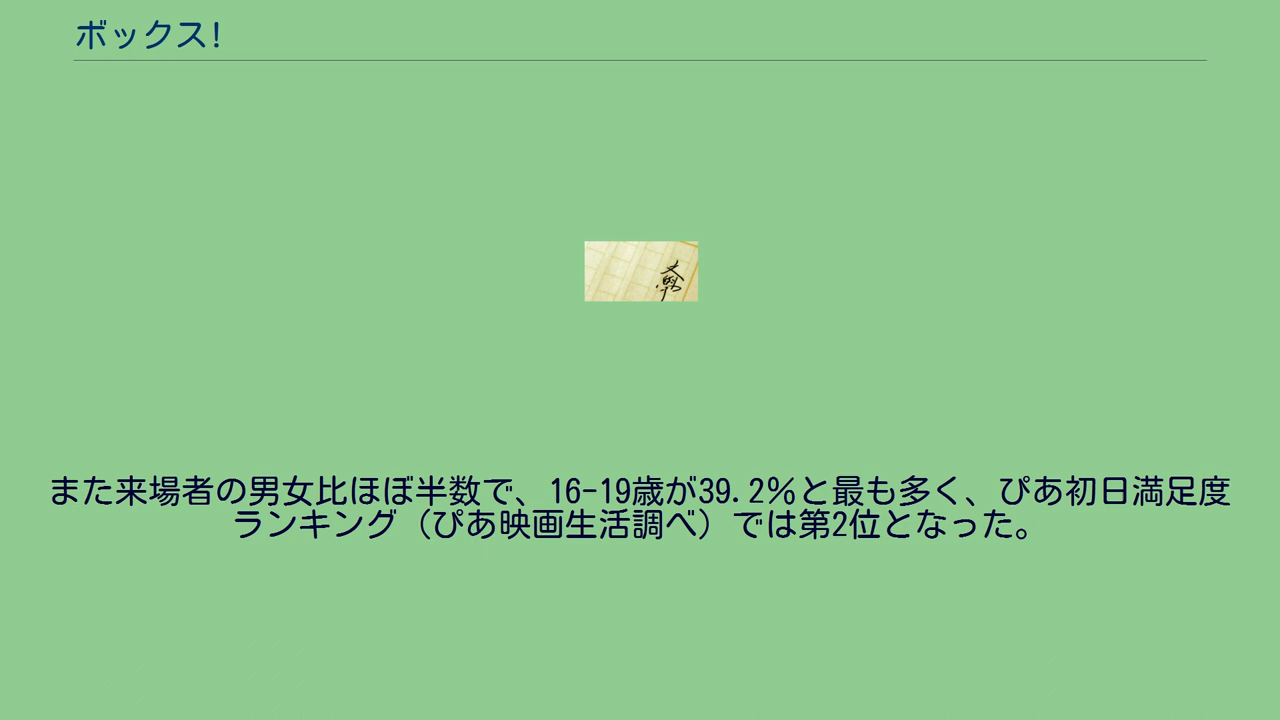 ボックス!
また来場者の男女比ほぼ半数で、16-19歳が39.2%と最も多く、ぴあ初日満足度
ランキング（ぴあ映画生活調べ）では第2位となった。